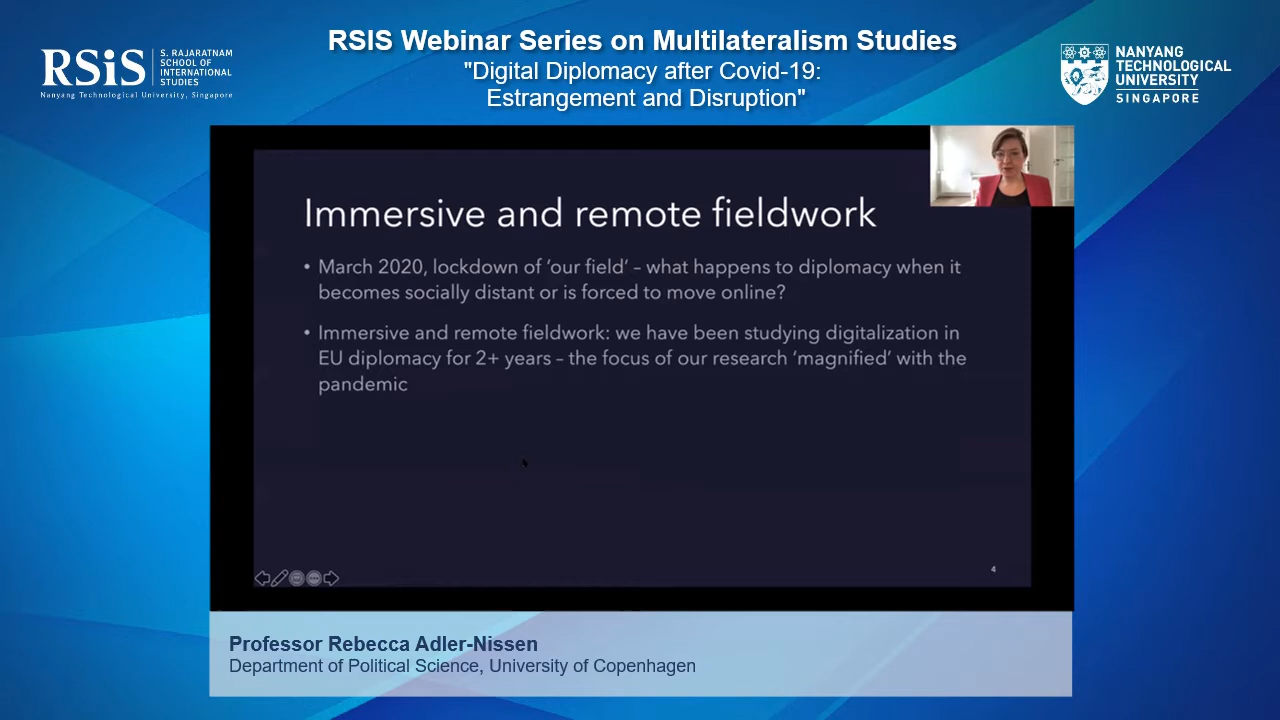 RSiS
S. RAJARATNAM
SCHOOL OF
INTERNATIONAL
STUDIES
Nanyang Technological University, Singapore
RSIS Webinar Series on Multilateralism Studies
"Digital Diplomacy after Covid-19:
Estrangement and Disruption"
NANYANG
TECHNOLOGICAL
UNIVERSITY
SINGAPORE
Immersive and remote fieldwork
• March 2020, lockdown of ‘our field’ – what happens to diplomacy when it
becomes socially distant or is forced to move online?
• Immersive and remote fieldwork: we have been studying digitalization in
EU diplomacy for 2+ years – the focus of our research ‘magnified’ with the
pandemic
4
Professor Rebecca Adler-Nissen
Department of Political Science, University of Copenhagen